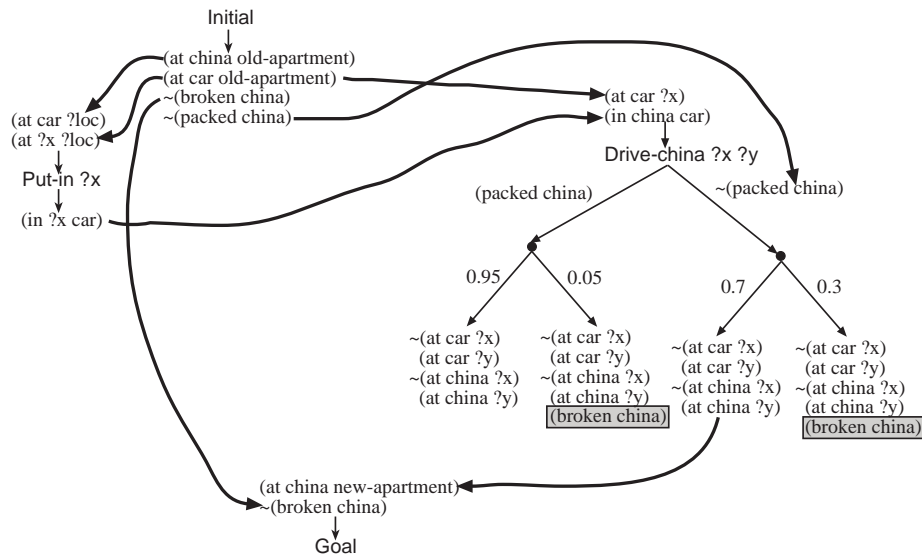 Initial
(at china old-apartment)
(at car old-apartment)
~(broken china)
~(packed china)
(at car ?loc)
(at ?x ?loc)
Put-in ?x
(in ?x car)
(at car ?x)
(in china car)
Drive-china ?x ?y
(packed china)
~(packed china)
0.95
0.05
0.7
0.3
~(at car ?x)
(at car ?y)
~(at china ?x)
(at china ?y)
~(at car ?x)
(at car ?y)
~(at china ?x)
(at china ?y)
(broken china)
~(at car ?x)
(at car ?y)
~(at china ?x)
(at china ?y)
~(at car ?x)
(at car ?y)
~(at china ?x)
(at china ?y)
(broken china)
(at china new-apartment)
~(broken china)
Goal